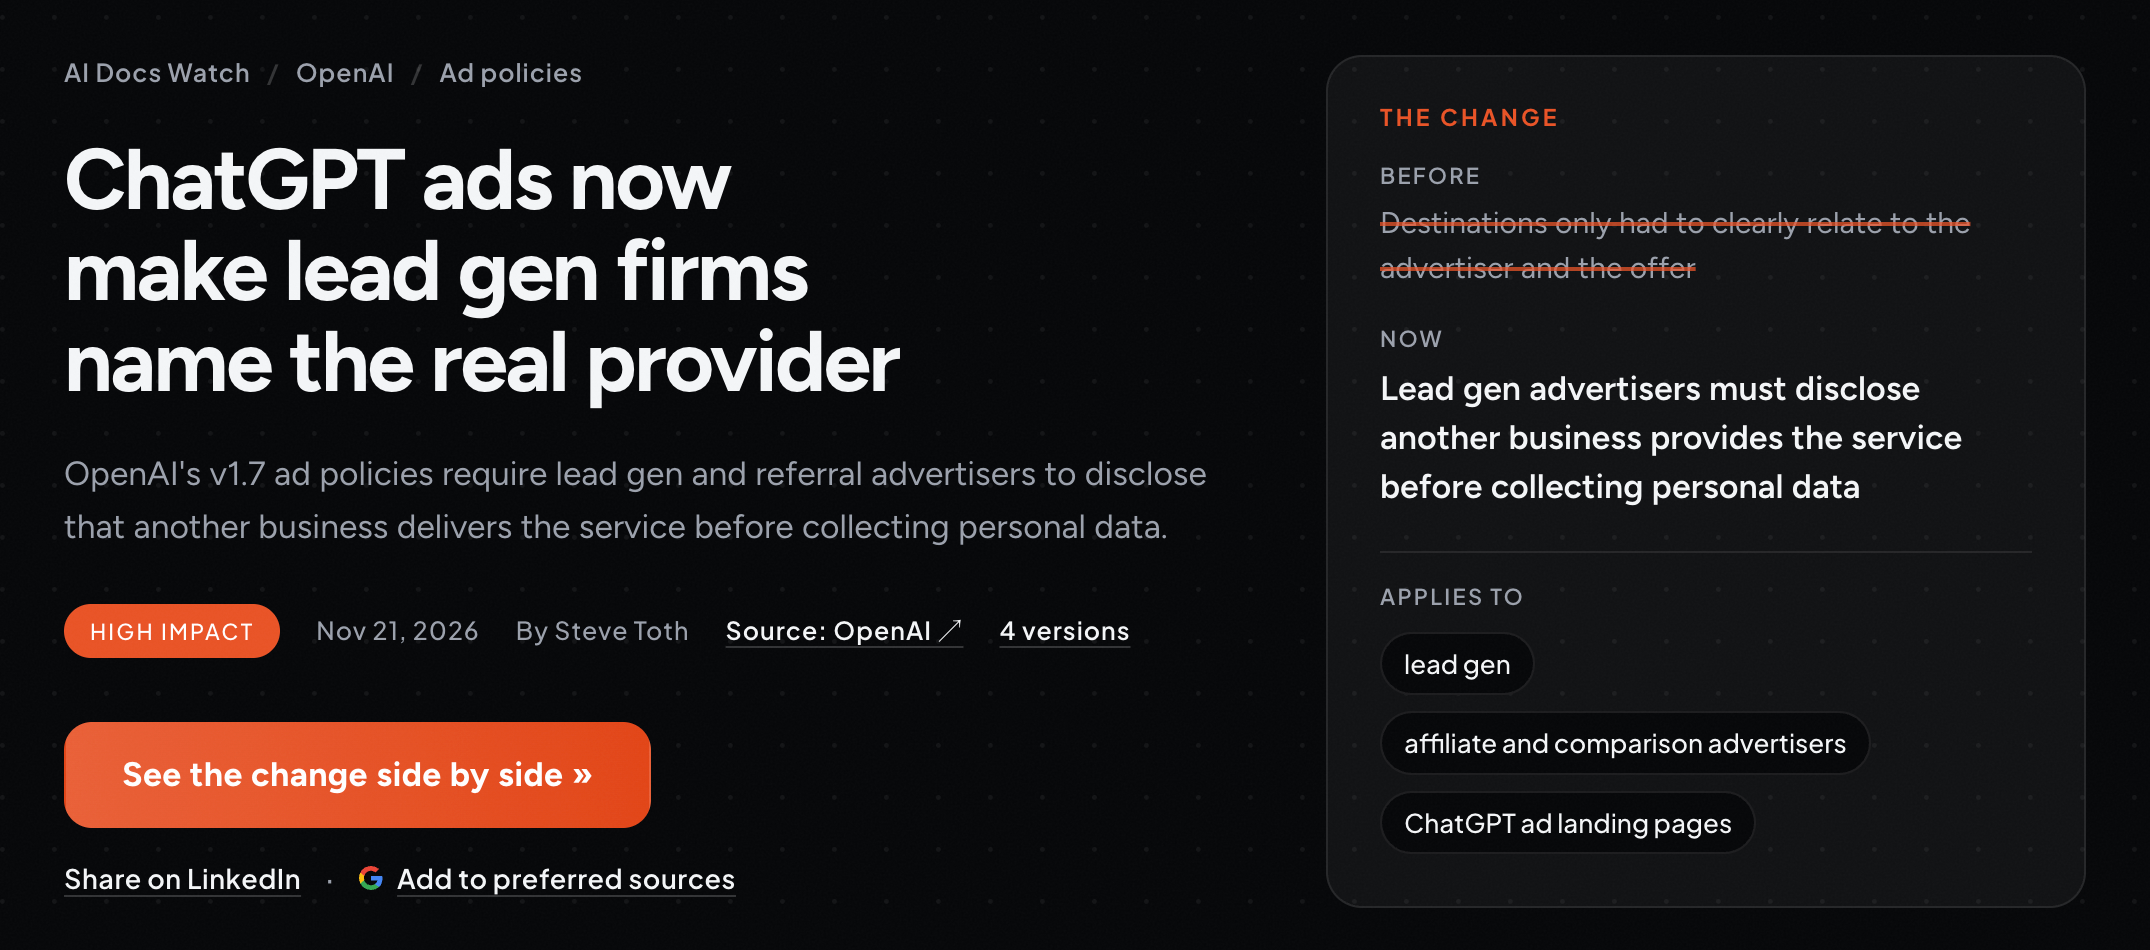 AI Docs Watch / OpenAI / Ad policies
ChatGPT ads now
make lead gen firms
name the real provider
OpenAI's v1.7 ad policies require lead gen and referral advertisers to disclose
that another business delivers the service before collecting personal data.
HIGH IMPACT Nov 21, 2026 By Steve Toth Source: OpenAI ↗ 4 versions
See the change side by side »
Share on LinkedIn · G Add to preferred sources
THE CHANGE
BEFORE
Destinations only had to clearly relate to the
advertiser and the offer
NOW
Lead gen advertisers must disclose
another business provides the service
before collecting personal data
APPLIES TO
lead gen
affiliate and comparison advertisers
ChatGPT ad landing pages